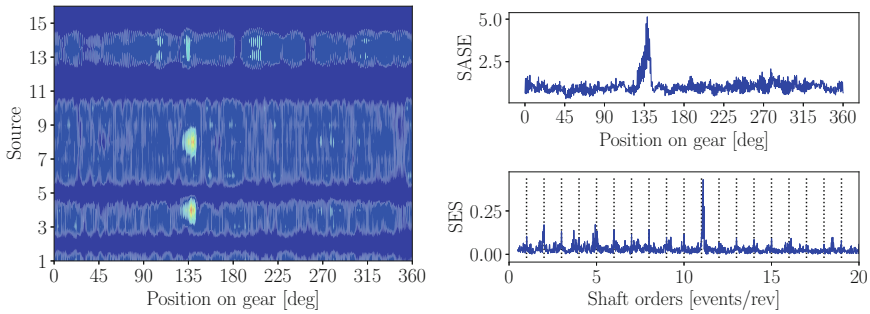 15
13
11
9
7
5
3
1
Source
0 45 90 135 180 225 270 315 360
Position on gear [deg]
5.0
2.5
SASE
0 45 90 135 180 225 270 315 360
Position on gear [deg]
0.25
0.00
SES
0 5 10 15 20
Shaft orders [events/rev]